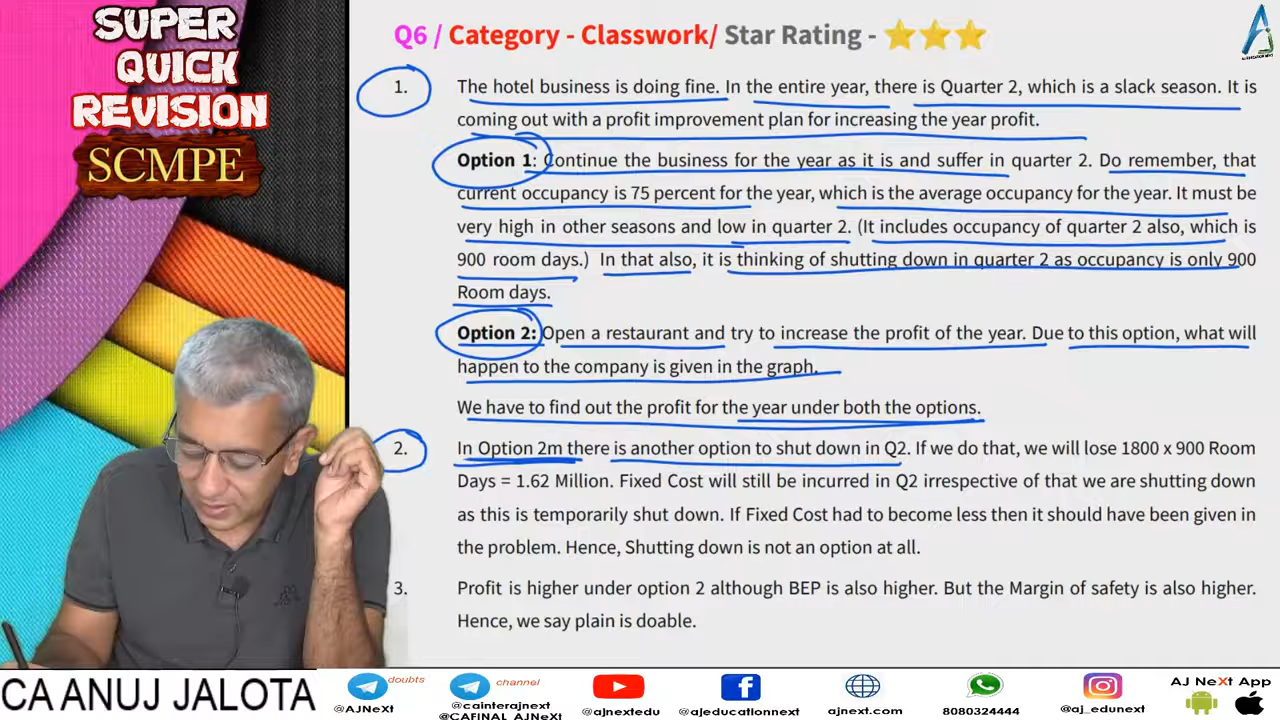 SUPER
QUICK
REVISION
SCMPE
Q6 / Category - Classwork/ Star Rating -
1. The hotel business is doing fine. In the entire year, there is Quarter 2, which is a slack season. It is
coming out with a profit improvement plan for increasing the year profit.
Option 1: Continue the business for the year as it is and suffer in quarter 2. Do remember, that
current occupancy is 75 percent for the year, which is the average occupancy for the year. It must be
very high in other seasons and low in quarter 2. (It includes occupancy of quarter 2 also, which is
900 room days.) In that also, it is thinking of shutting down in quarter 2 as occupancy is only 900
Room days.
Option 2: Open a restaurant and try to increase the profit of the year. Due to this option, what will
happen to the company is given in the graph.
We have to find out the profit for the year under both the options.
2. In Option 2m there is another option to shut down in Q2. If we do that, we will lose 1800 x 900 Room
Days = 1.62 Million. Fixed Cost will still be incurred in Q2 irrespective of that we are shutting down
as this is temporarily shut down. If Fixed Cost had to become less then it should have been given in
the problem. Hence, Shutting down is not an option at all.
3. Profit is higher under option 2 although BEP is also higher. But the Margin of safety is also higher.
Hence, we say plain is doable.
CA ANUJ JALOTA
doubts
@AJNeXt
channel
@cainterajnext
@CAFINAL_AJNeXt
@ajnextedu
@ajeducationnext
ajnext.com
8080324444
@aj_edunext
AJ NeXt App